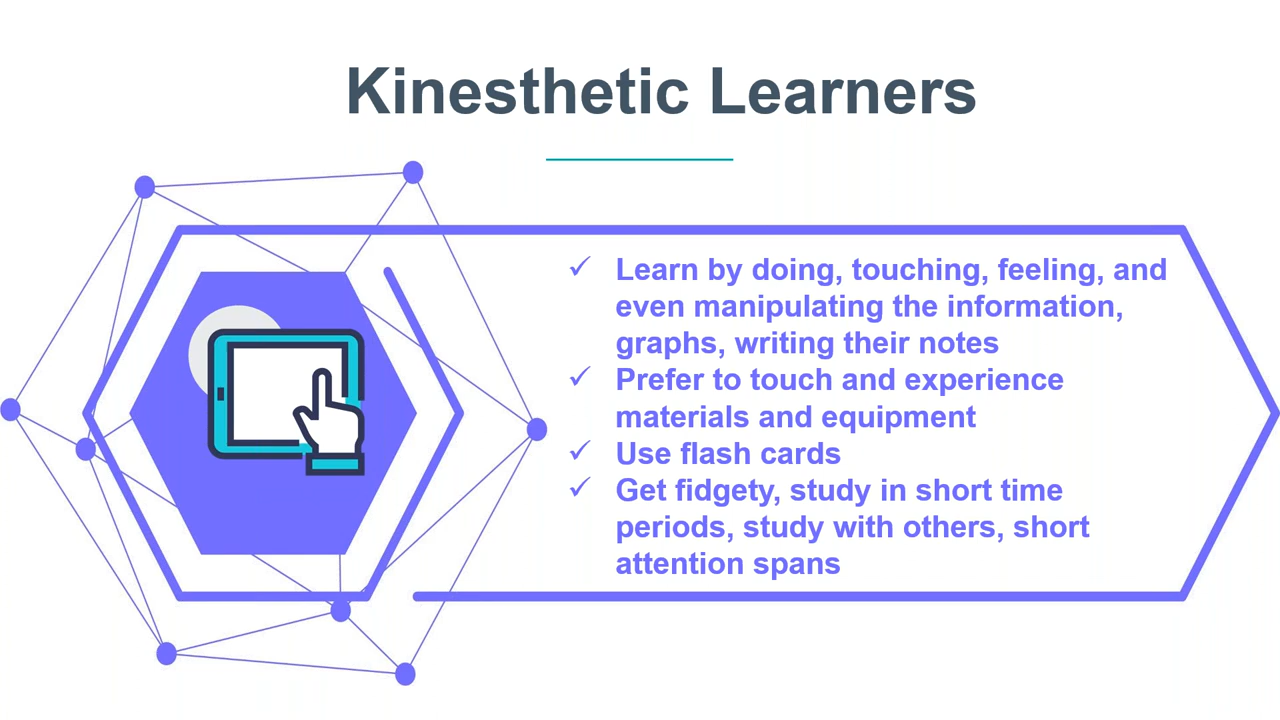 Kinesthetic Learners
✓ Learn by doing, touching, feeling, and
even manipulating the information,
graphs, writing their notes
✓ Prefer to touch and experience
materials and equipment
✓ Use flash cards
✓ Get fidgety, study in short time
periods, study with others, short
attention spans